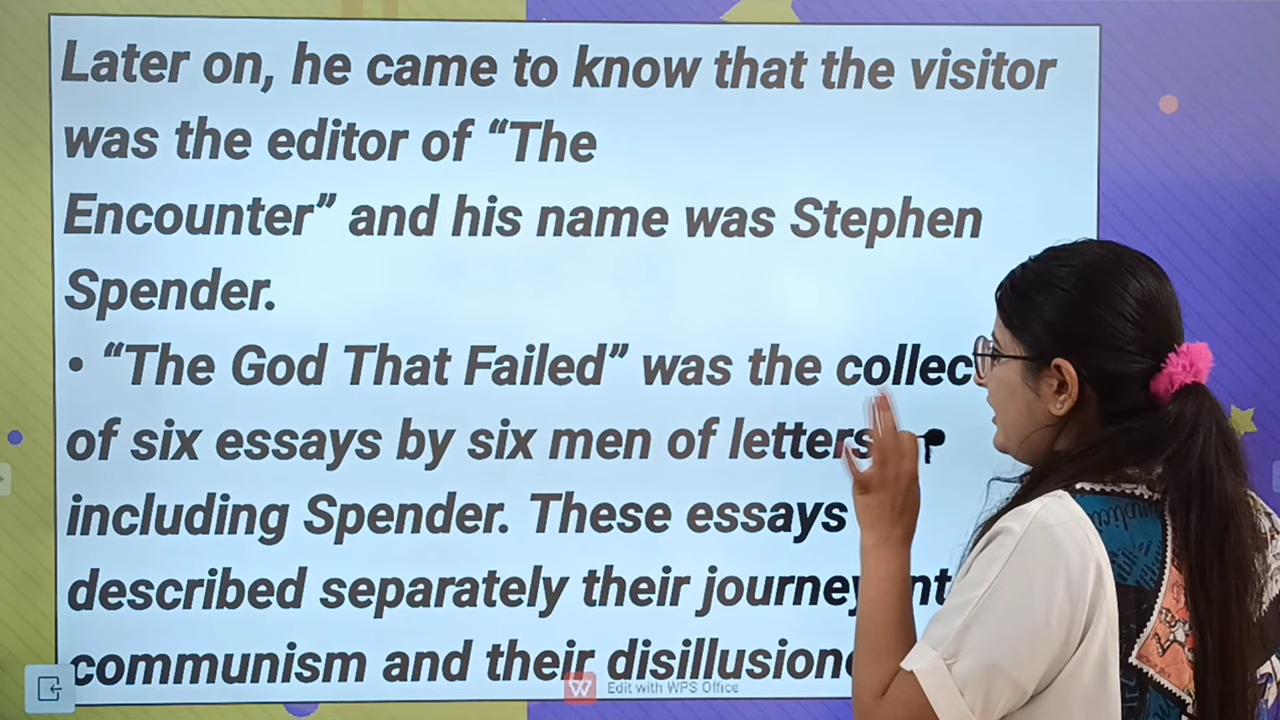 Later on, he came to know that the visitor
was the editor of “The
Encounter” and his name was Stephen
Spender.
• “The God That Failed” was the
of six essays by six men of letters
including Spender. These essays
described separately their journey
communism and their
Edit with WPS Office